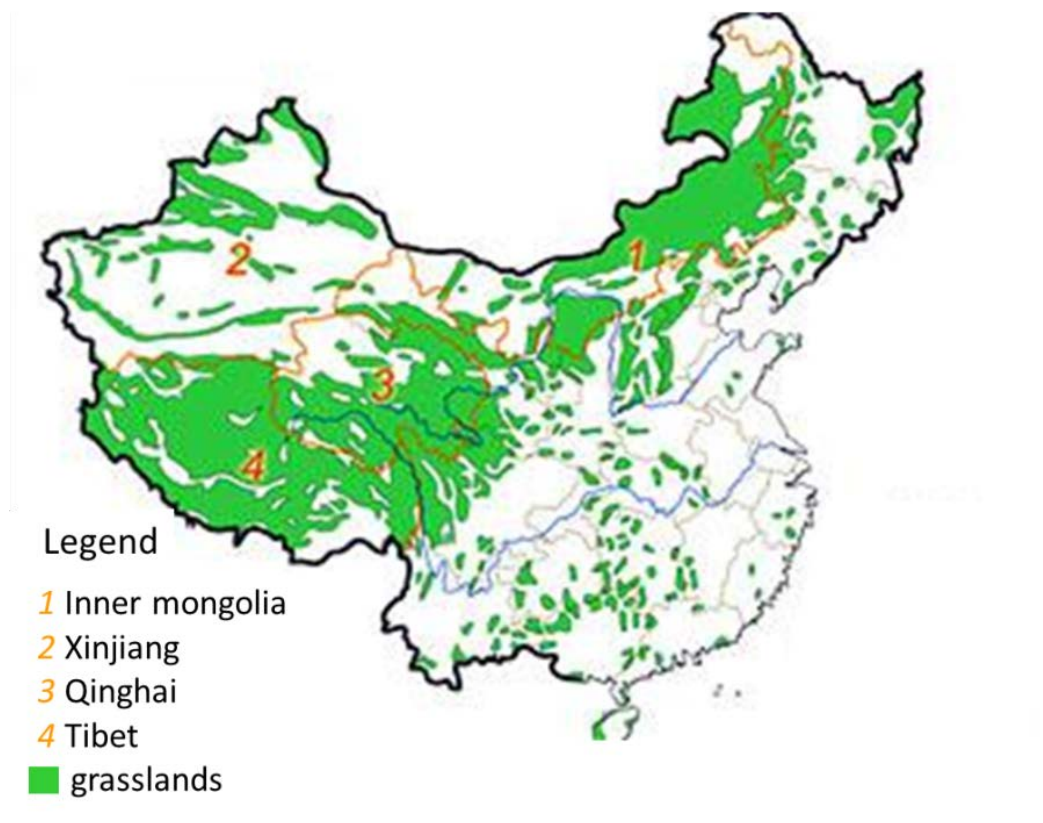 1
2
3
4
Legend
1 Inner mongolia
2 Xinjiang
3 Qinghai
4 Tibet
grasslands